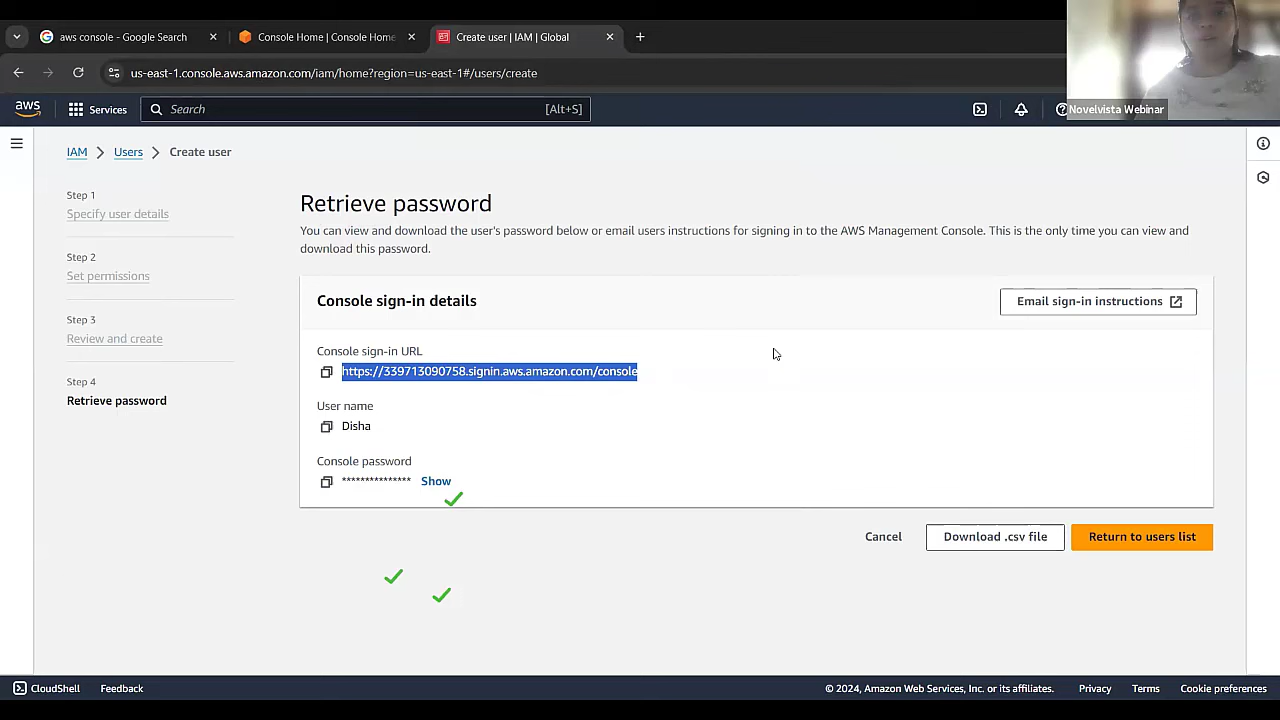 aws console - Google Search
Console Home | Console Home
Create user | IAM | Global
us-east-1.console.aws.amazon.com/iam/home?region=us-east-1#/users/create
Novelvista Webinar
aws
Services
Search
[Alt+S]
IAM
Users
Create user
Step 1
Specify user details
Step 2
Set permissions
Step 3
Review and create
Step 4
Retrieve password
Retrieve password
You can view and download the user's password below or email users instructions for signing in to the AWS Management Console. This is the only time you can view and
download this password.
Console sign-in details
Email sign-in instructions
Console sign-in URL
https://339713090758.signin.aws.amazon.com/console
User name
Disha
Console password
*************** Show
Cancel
Download .csv file
Return to users list
CloudShell
Feedback
© 2024, Amazon Web Services, Inc. or its affiliates.
Privacy
Terms
Cookie preferences